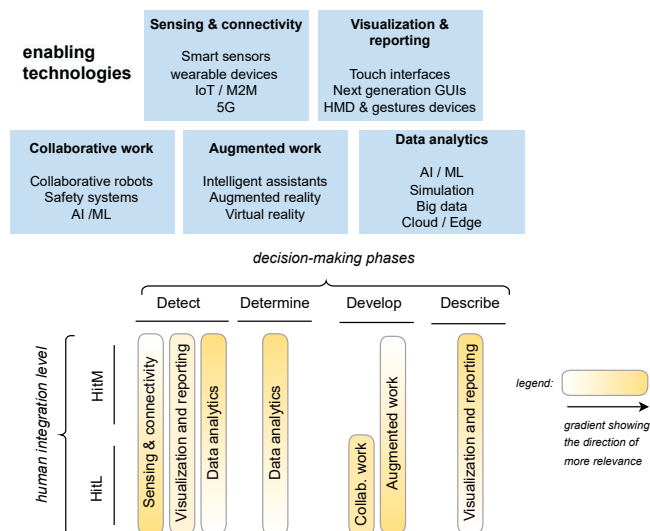 enabling
technologies
Sensing & connectivity
Smart sensors
wearable devices
IoT / M2M
5G
Visualization &
reporting
Touch interfaces
Next generation GUIs
HMD & gestures devices
Collaborative work
Collaborative robots
Safety systems
AI /ML
Augmented work
Intelligent assistants
Augmented reality
Virtual reality
Data analytics
AI / ML
Simulation
Big data
Cloud / Edge
decision-making phases
Detect
Determine
Develop
Describe
human integration level
HitM
HitL
Sensing & connectivity
Visualization and reporting
Data analytics
Data analytics
Collab. work
Augmented work
Visualization and reporting
legend:
gradient showing
the direction of
more relevance